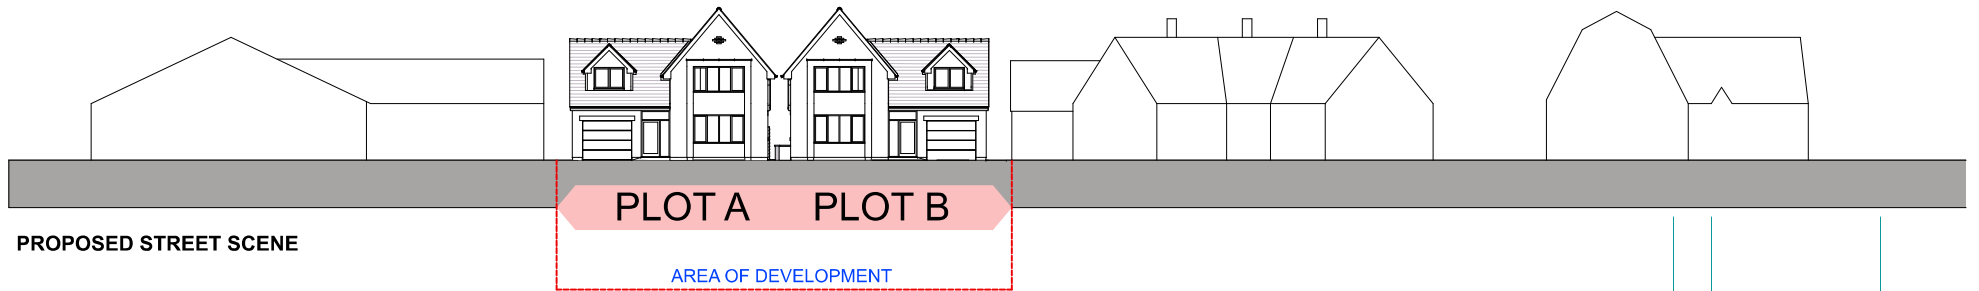 PLOT A PLOT B
PROPOSED STREET SCENE
AREA OF DEVELOPMENT